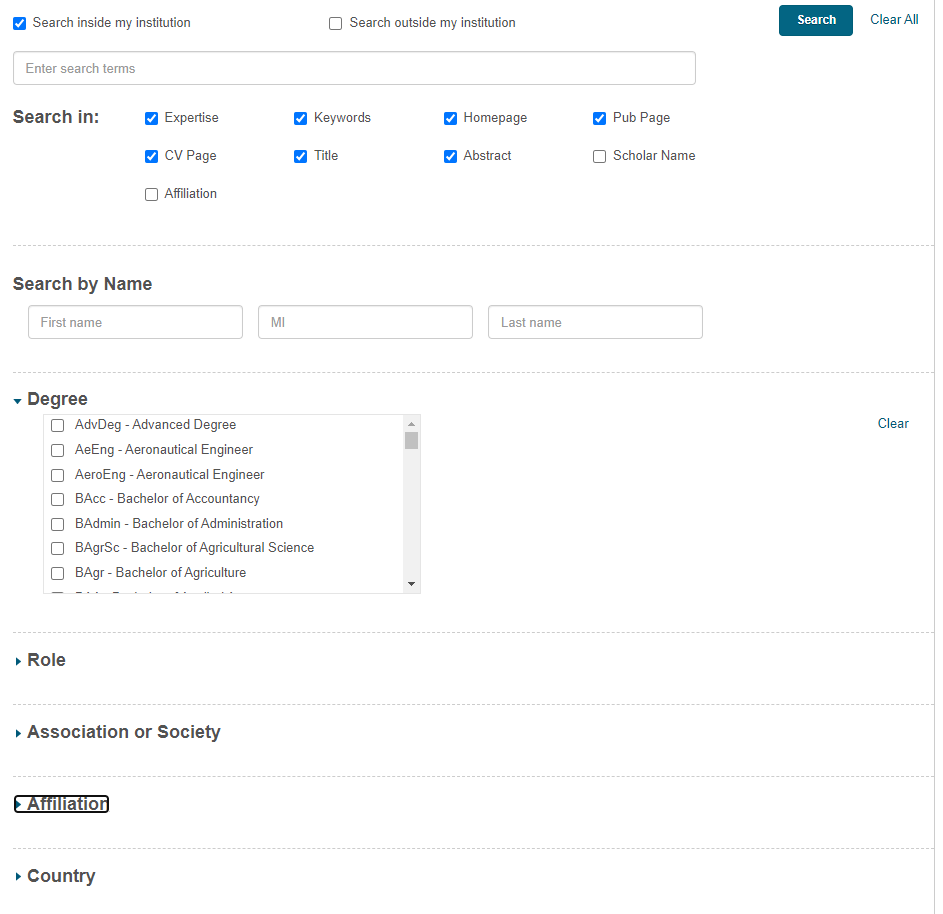 Search inside my institution Search outside my institution Search Clear All
Enter search terms
Search in: Expertise Keywords Homepage Pub Page
CV Page Title Abstract Scholar Name
Affiliation
Search by Name
First name MI Last name
Degree
AdvDeg - Advanced Degree Clear
AeEng - Aeronautical Engineer
AeroEng - Aeronautical Engineer
BAcc - Bachelor of Accountancy
BAdmin - Bachelor of Administration
BAgrSc - Bachelor of Agricultural Science
BAgr - Bachelor of Agriculture
Role
Association or Society
Affiliation
Country